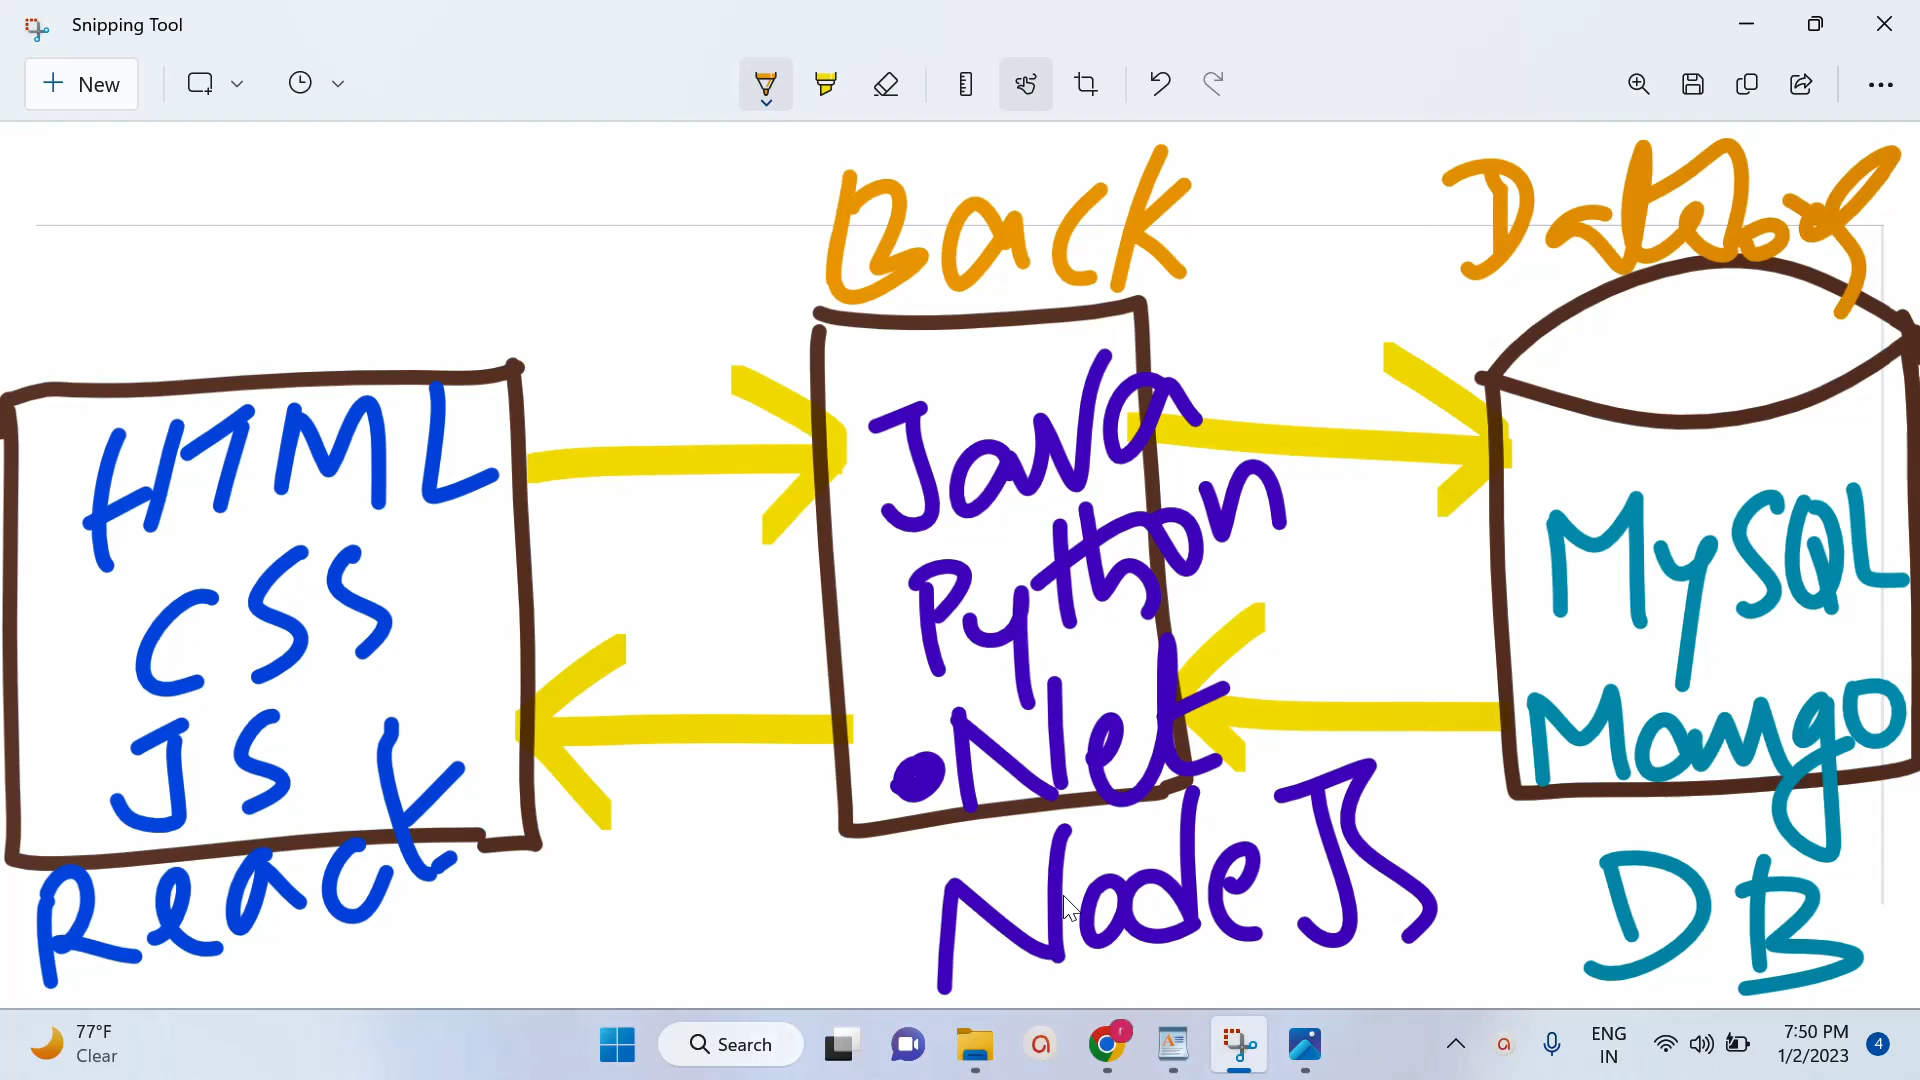 Snipping Tool
New
Back
HTML
CSS
JS
React
Java
Python
.Net
NodeJS
MySQL
Mongo
DB
77°F
Clear
Search
ENG
IN
7:50 PM
1/2/2023
4